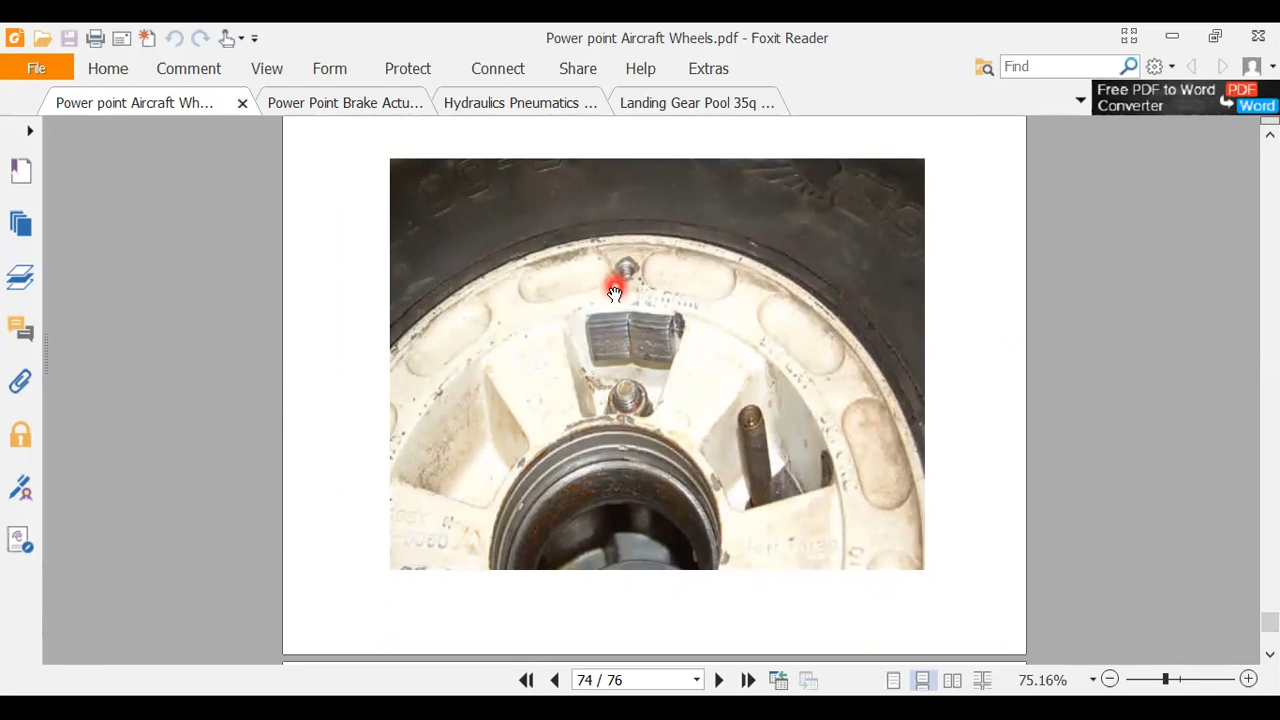 Power point Aircraft Wheels.pdf - Foxit Reader
File Home Comment View Form Protect Connect Share Help Extras
Find
Power point Aircraft Wh... Power Point Brake Actu... Hydraulics Pneumatics ... Landing Gear Pool 35q ...
Free PDF to Word
Converter
PDF
Word
74 / 76
75.16%